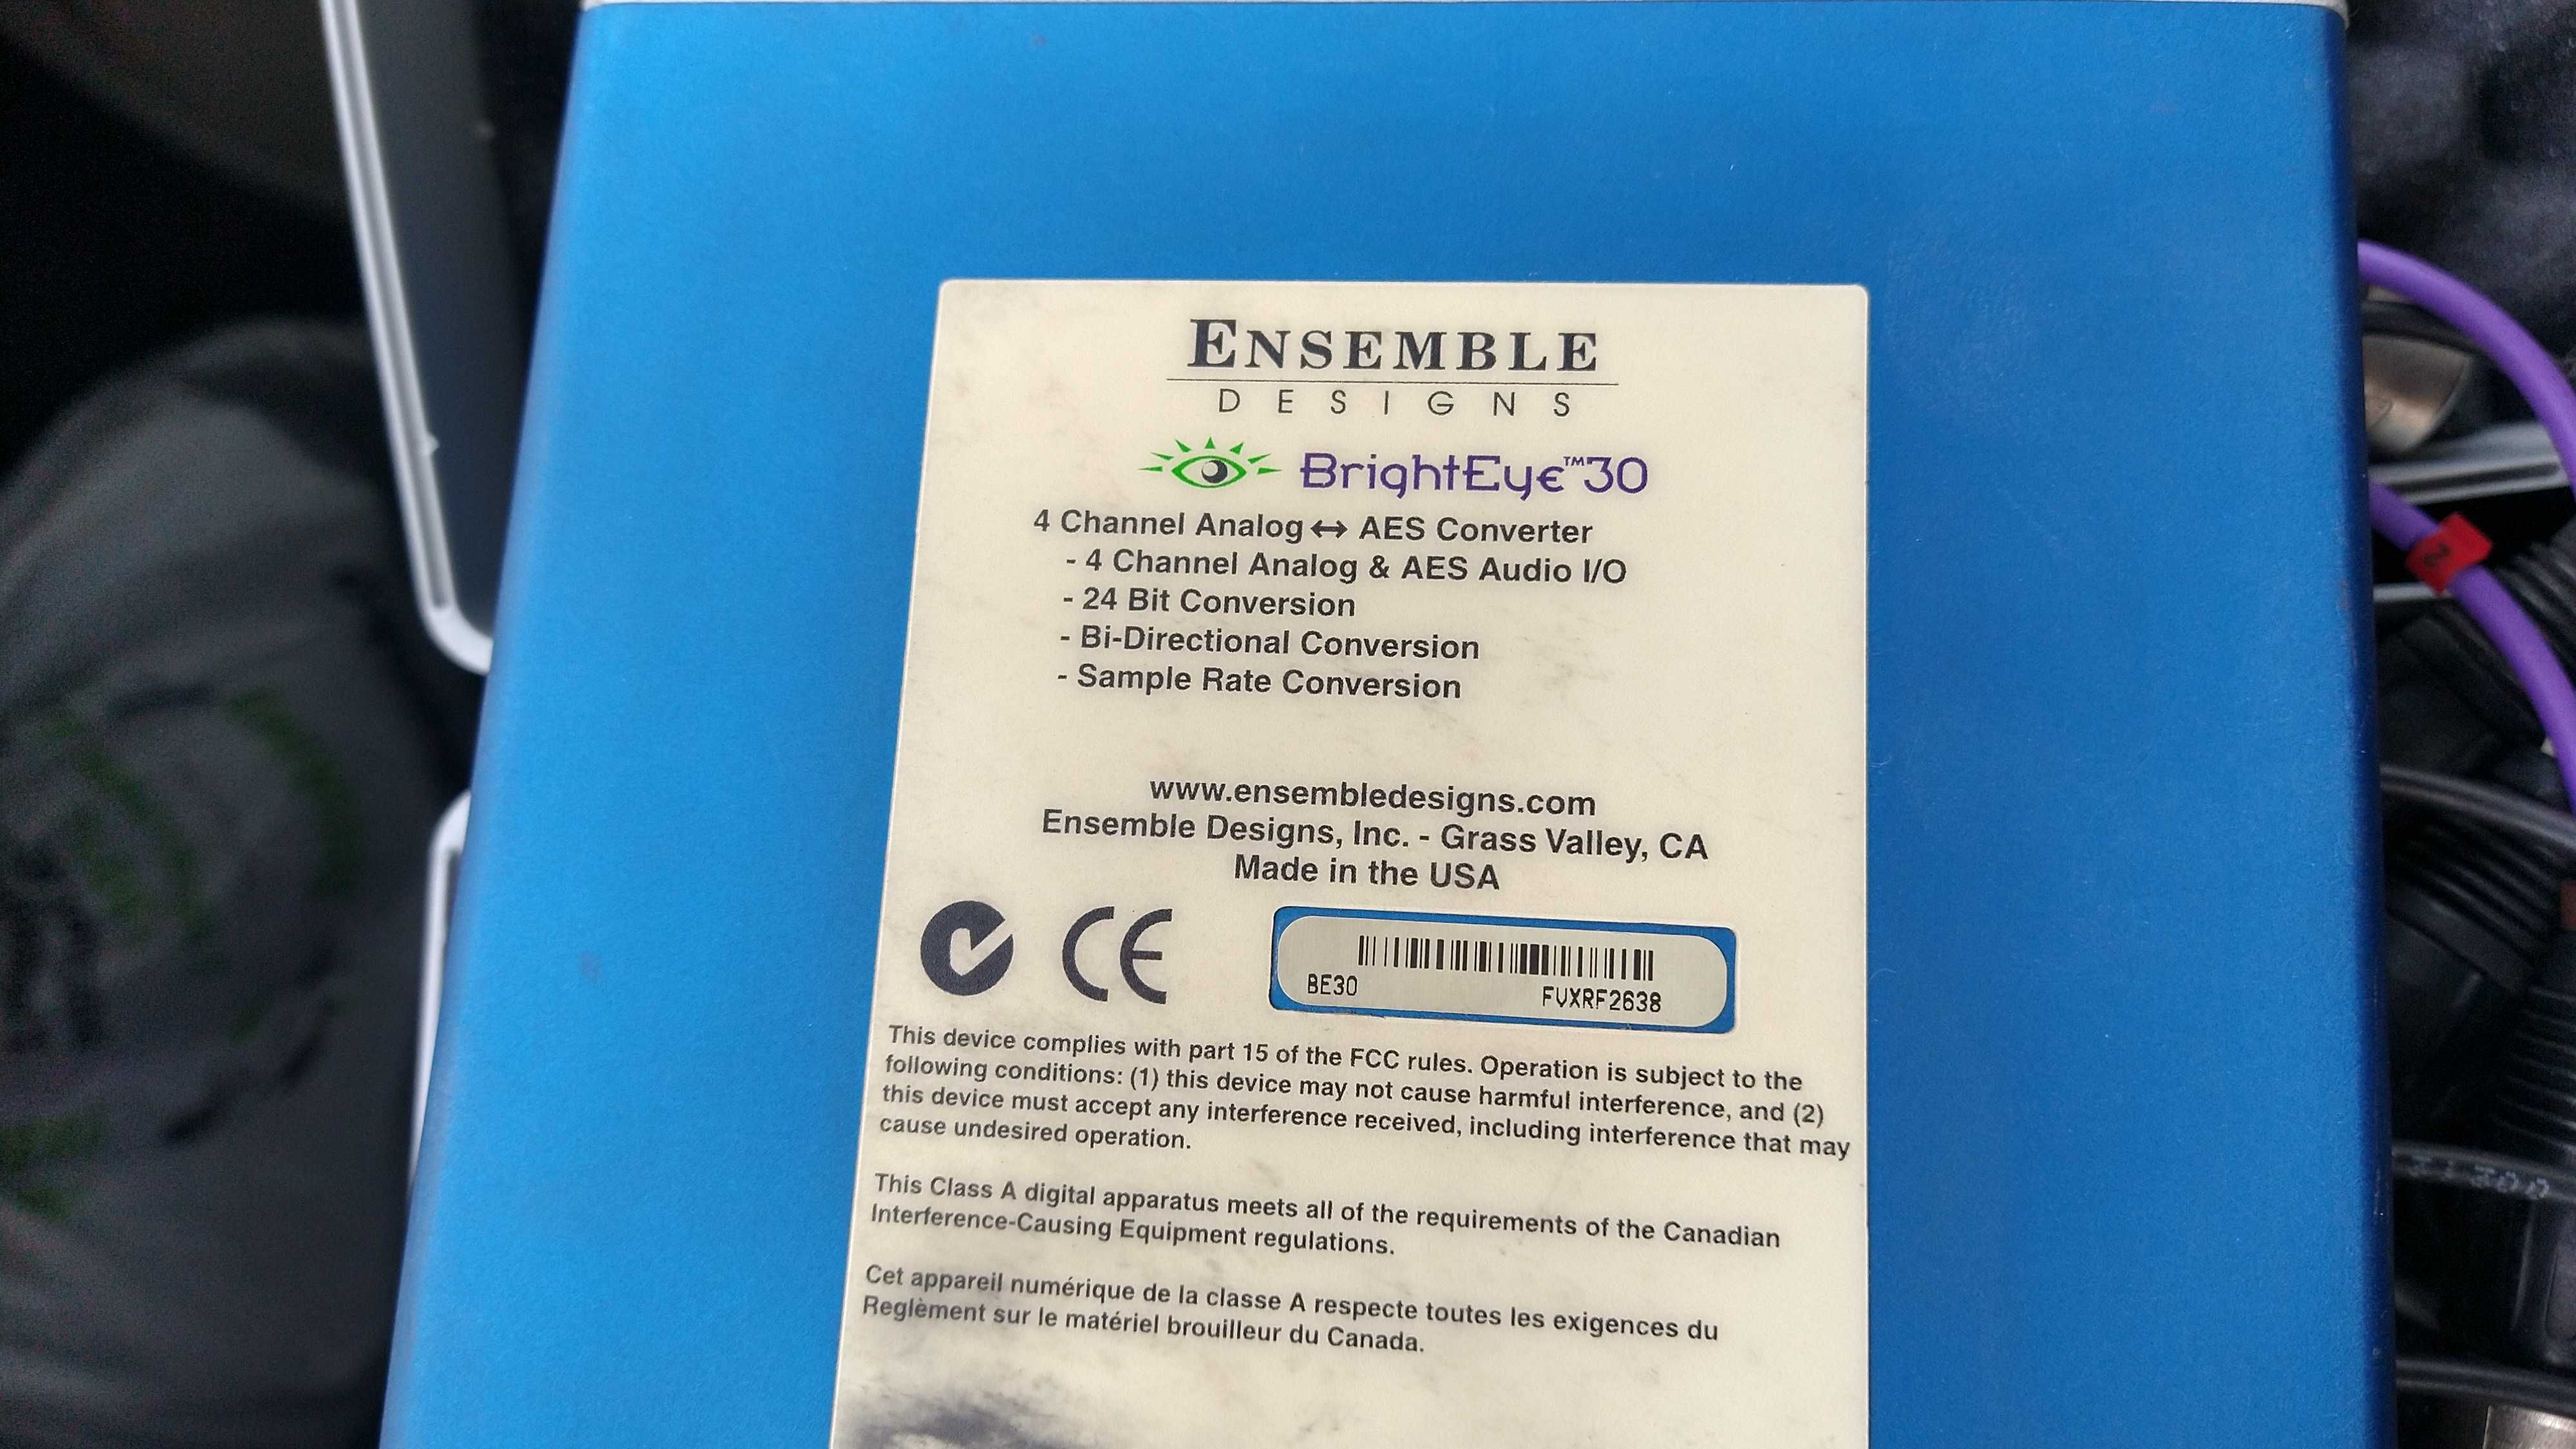 ENSEMBLE
DESIGNS
BrightEye™30
4 Channel Analog ↔ AES Converter
- 4 Channel Analog & AES Audio I/O
- 24 Bit Conversion
- Bi-Directional Conversion
- Sample Rate Conversion
www.ensembledesigns.com
Ensemble Designs, Inc. - Grass Valley, CA
Made in the USA
CE
BE30 FVXRF2638
This device complies with part 15 of the FCC rules. Operation is subject to the
following conditions: (1) this device may not cause harmful interference, and (2)
this device must accept any interference received, including interference that may
cause undesired operation.
This Class A digital apparatus meets all of the requirements of the Canadian
Interference-Causing Equipment regulations.
Cet appareil numérique de la classe A respecte toutes les exigences du
Reglèment sur le matériel brouilleur du Canada.
2